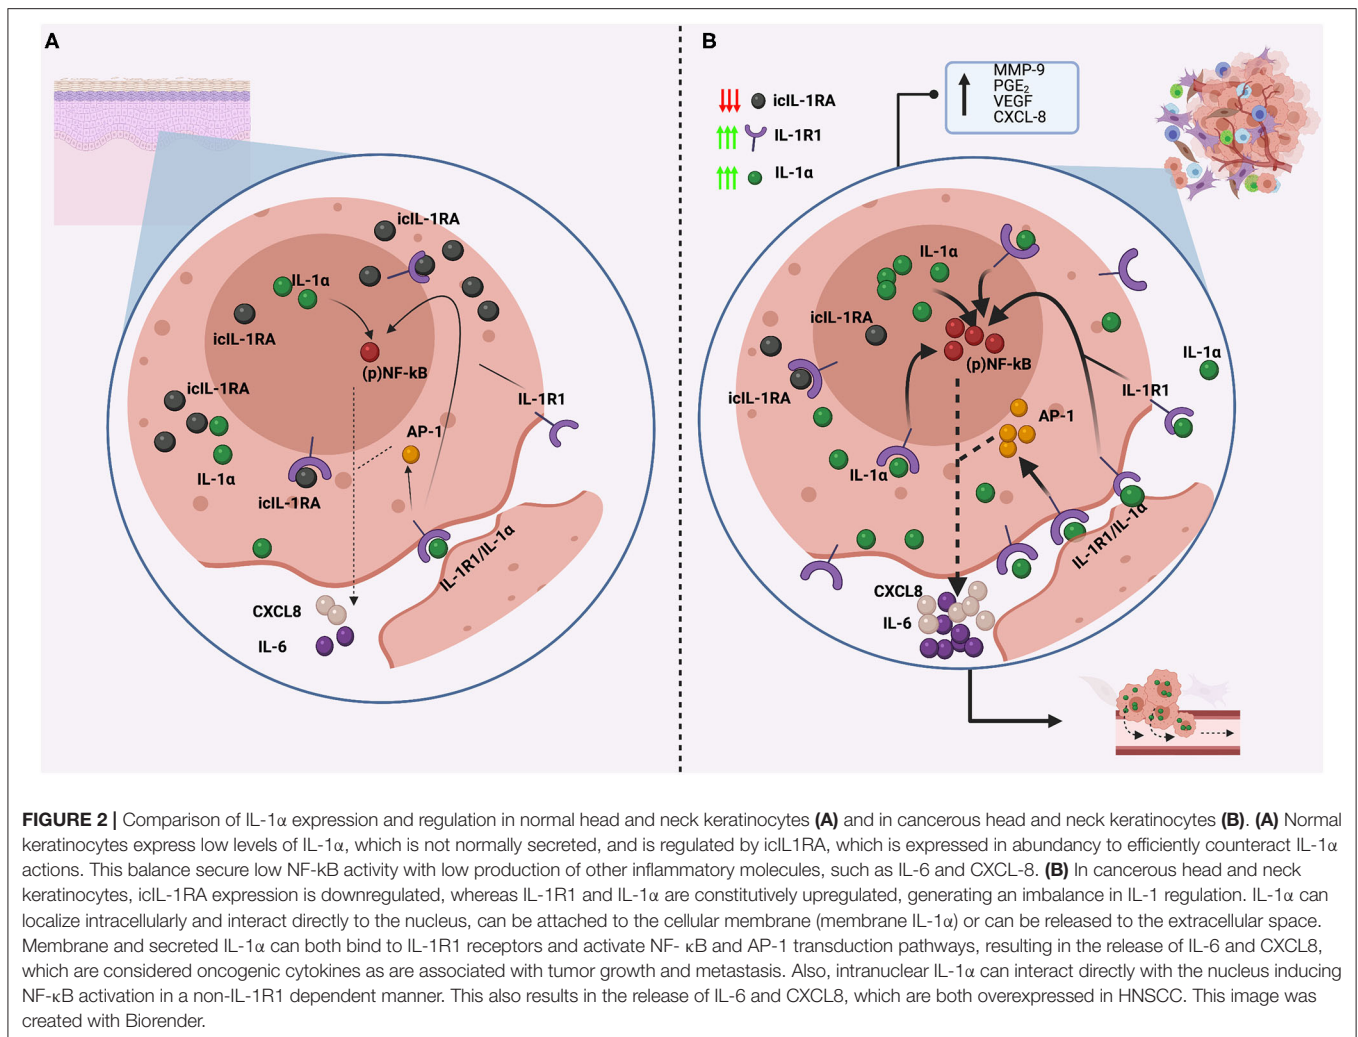 A
icIL-1RA
IL-1α
icIL-1RA
(p)NF-kB
icIL-1RA
IL-1R1
AP-1
IL-1α
icIL-1RA
IL-1R1/IL-1α
CXCL8
IL-6
B
MMP-9
PGE₂
VEGF
CXCL-8
icIL-1RA
IL-1R1
IL-1α
IL-1α
icIL-1RA
IL-1α
(p)NF-kB
IL-1R1
icIL-1RA
AP-1
IL-1α
IL-1R1/IL-1α
CXCL8
IL-6
FIGURE 2 | Comparison of IL-1α expression and regulation in normal head and neck keratinocytes (A) and in cancerous head and neck keratinocytes (B). (A) Normal
keratinocytes express low levels of IL-1α, which is not normally secreted, and is regulated by icIL1RA, which is expressed in abundancy to efficiently counteract IL-1α
actions. This balance secure low NF-kB activity with low production of other inflammatory molecules, such as IL-6 and CXCL-8. (B) In cancerous head and neck
keratinocytes, icIL-1RA expression is downregulated, whereas IL-1R1 and IL-1α are constitutively upregulated, generating an imbalance in IL-1 regulation. IL-1α can
localize intracellularly and interact directly to the nucleus, can be attached to the cellular membrane (membrane IL-1α) or can be released to the extracellular space.
Membrane and secreted IL-1α can both bind to IL-1R1 receptors and activate NF- κB and AP-1 transduction pathways, resulting in the release of IL-6 and CXCL8,
which are considered oncogenic cytokines as are associated with tumor growth and metastasis. Also, intranuclear IL-1α can interact directly with the nucleus inducing
NF-κB activation in a non-IL-1R1 dependent manner. This also results in the release of IL-6 and CXCL8, which are both overexpressed in HNSCC. This image was
created with Biorender.